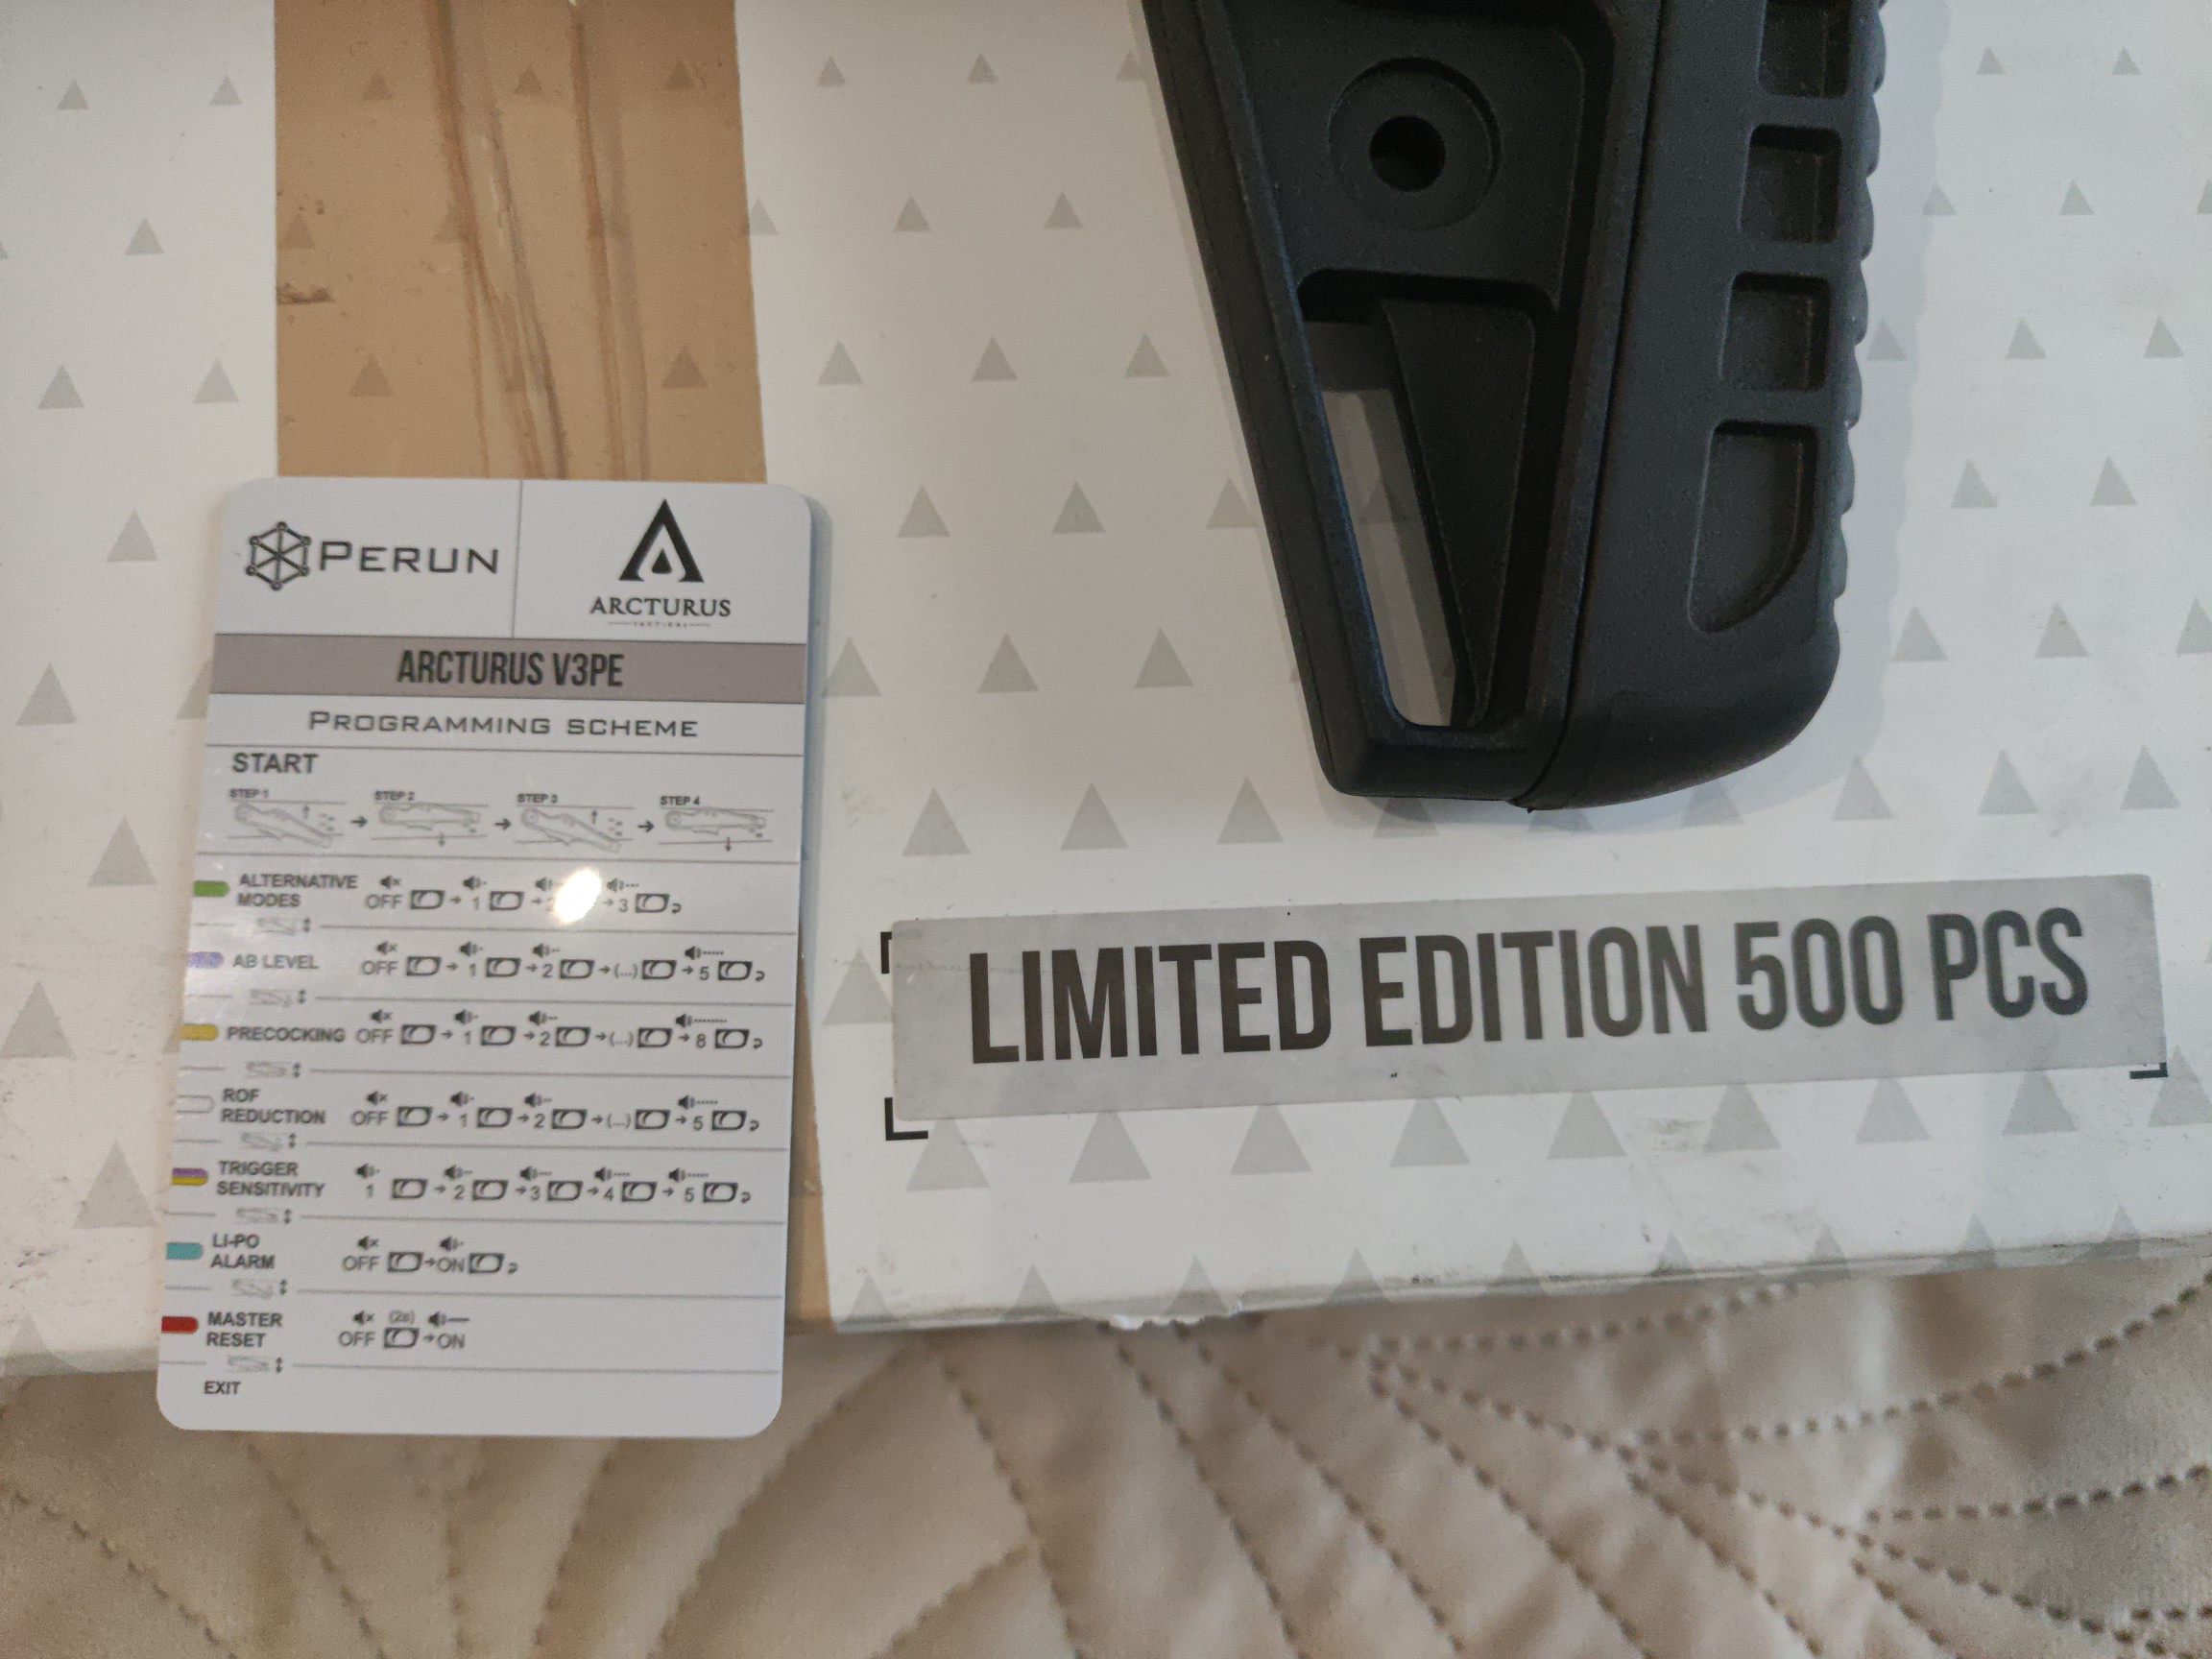 PERUN
ARCTURUS
TACTICAL
ARCTURUS V3PE
PROGRAMMING SCHEME
START
STEP 1 STEP 2 STEP 3 STEP 4
ALTERNATIVE
MODES
OFF → 1 → 2 → 3
AB LEVEL OFF → 1 → 2 → (...) → 5
PRECOCKING OFF → 1 → 2 → (...) → 8
ROF
REDUCTION
OFF → 1 → 2 → (...) → 5
TRIGGER
SENSITIVITY
1 → 2 → 3 → 4 → 5
LI-PO
ALARM
OFF → ON
MASTER
RESET
(2s)
OFF → ON
EXIT
LIMITED EDITION 500 PCS